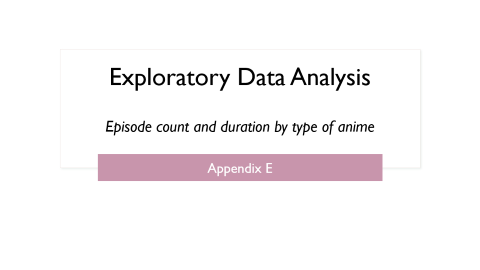 Exploratory Data Analysis
Episode count and duration by type of anime
Appendix E